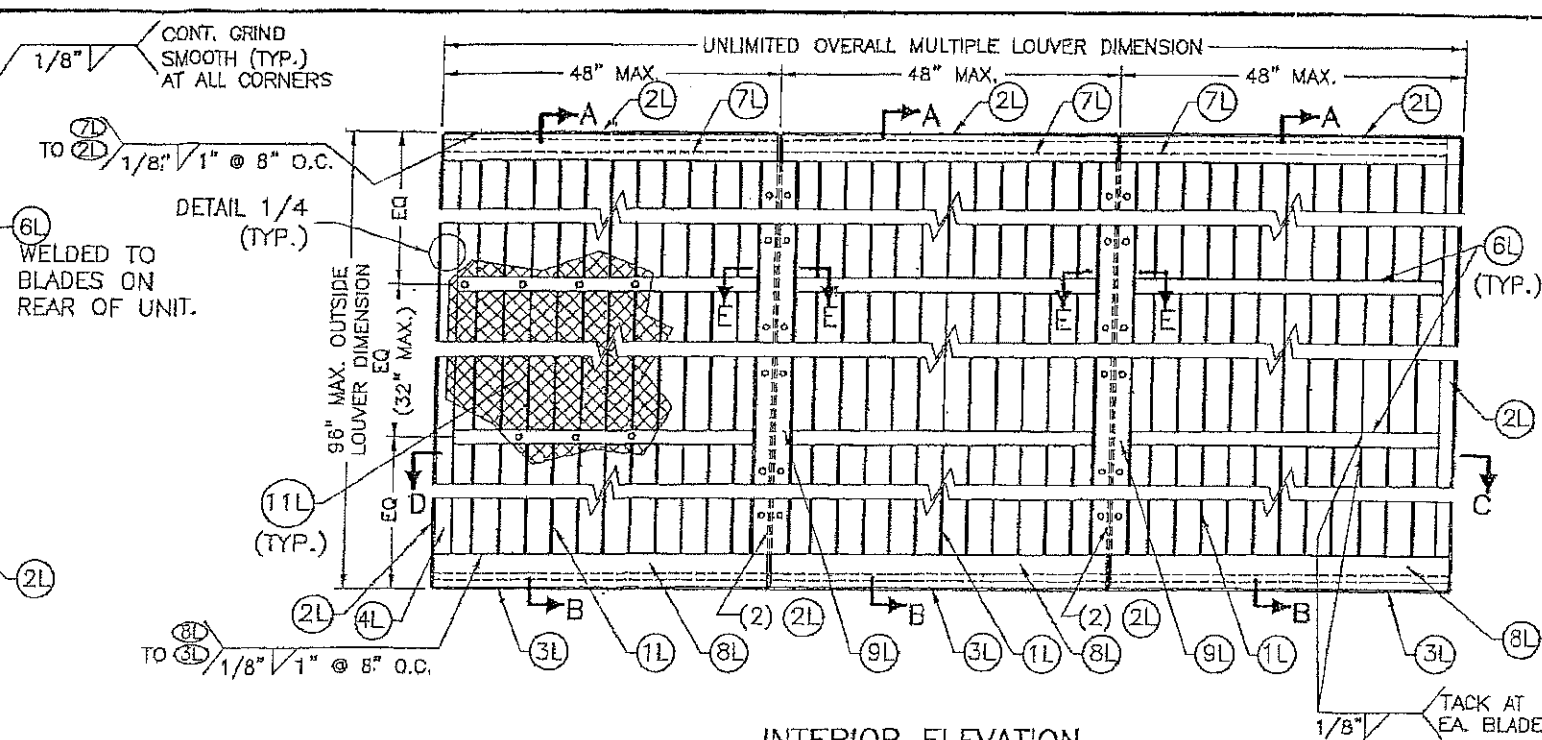 CONT. GRIND
SMOOTH (TYP.)
AT ALL CORNERS
1/8"
UNLIMITED OVERALL MULTIPLE LOUVER DIMENSION
48" MAX.
48" MAX.
48" MAX.
A
2L
7L
A
2L
7L
7L
A
2L
7L
TO 2L
1/8" 1" @ 8" O.C.
DETAIL 1/4
(TYP.)
6L
WELDED TO
BLADES ON
REAR OF UNIT.
96" MAX. OUTSIDE
LOUVER DIMENSION
EQ
EQ
(32" MAX.)
EQ
E
E
E
E
6L
(TYP.)
2L
11L
(TYP.)
D
C
2L
2L
4L
B
(2) 2L
B
(2) 2L
B
8L
TO 3L
1/8" 1" @ 8" O.C.
3L
1L
8L
9L
3L
1L
8L
9L
1L
3L
8L
1/8"
TACK AT
EA. BLADE
INTERIOR ELEVATION